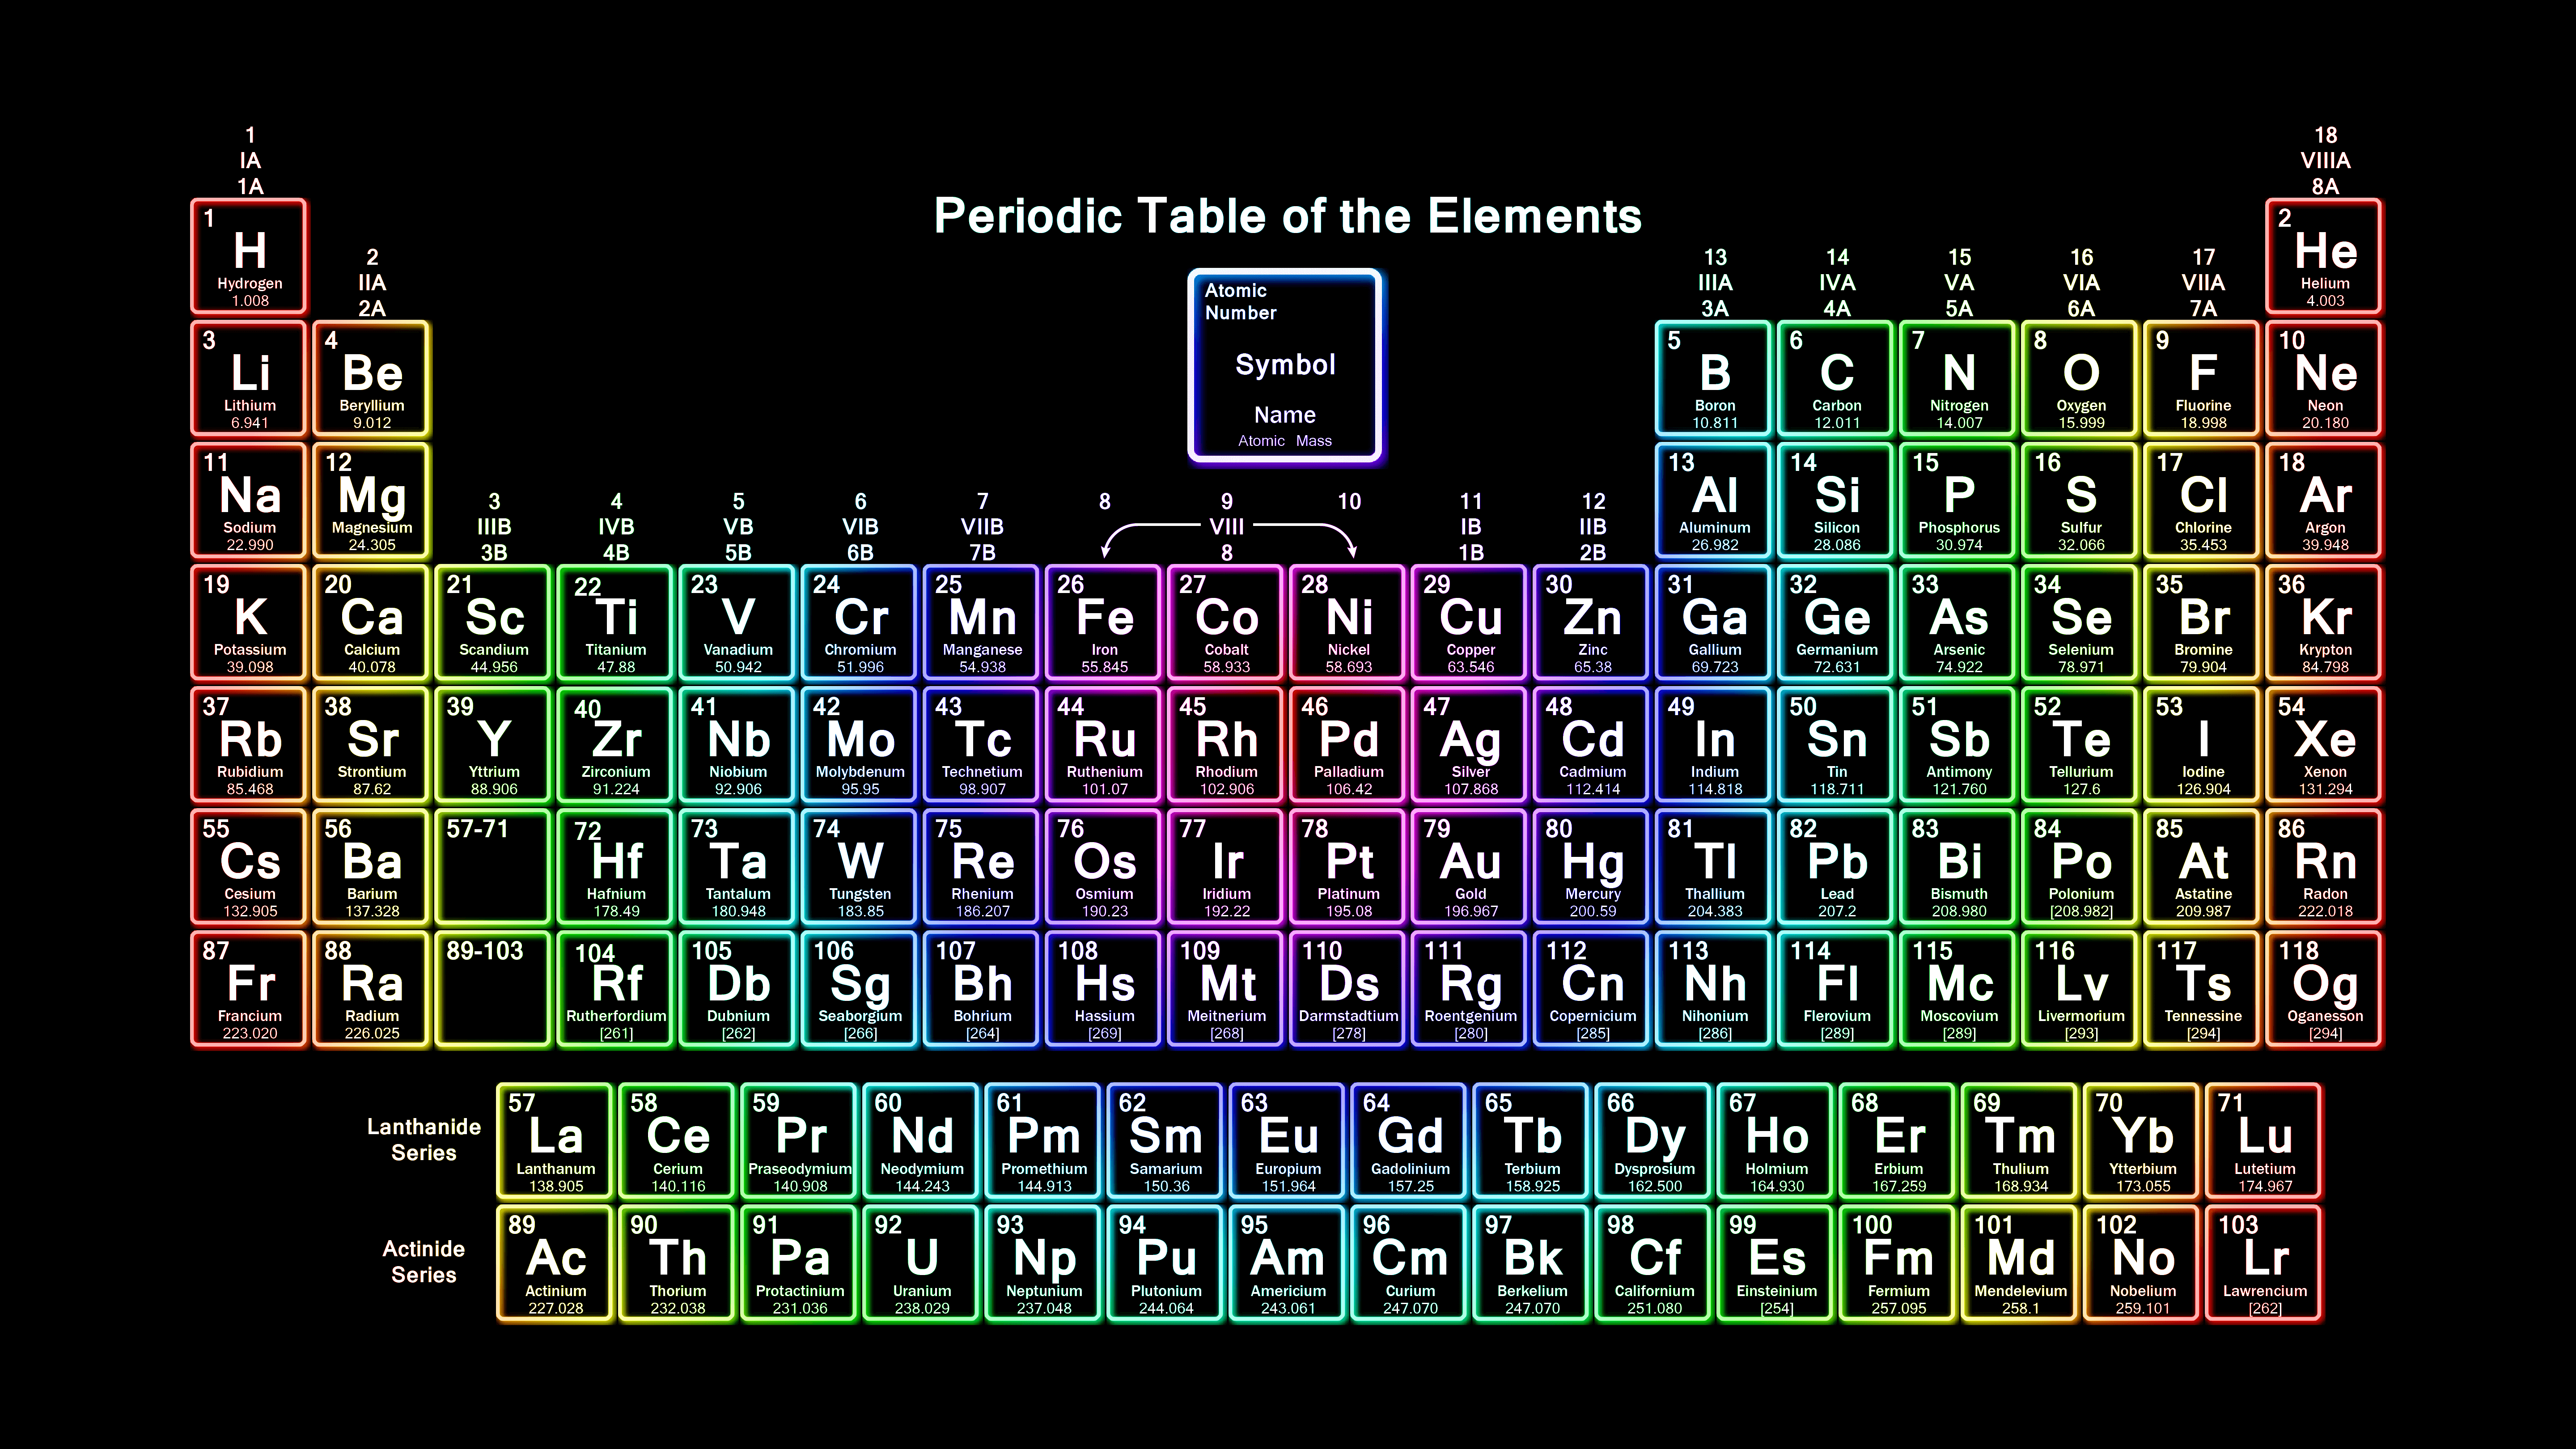 1
IA
1A
18
VIIIA
8A
Periodic Table of the Elements
1
H
Hydrogen
1.008
2
He
Helium
4.003
2
IIA
2A
13
IIIA
3A
14
IVA
4A
15
VA
5A
16
VIA
6A
17
VIIA
7A
Atomic
Number
Symbol
Name
Atomic Mass
3
Li
Lithium
6.941
4
Be
Beryllium
9.012
5
B
Boron
10.811
6
C
Carbon
12.011
7
N
Nitrogen
14.007
8
O
Oxygen
15.999
9
F
Fluorine
18.998
10
Ne
Neon
20.180
11
Na
Sodium
22.990
12
Mg
Magnesium
24.305
13
Al
Aluminum
26.982
14
Si
Silicon
28.086
15
P
Phosphorus
30.974
16
S
Sulfur
32.066
17
Cl
Chlorine
35.453
18
Ar
Argon
39.948
3
IIIB
3B
4
IVB
4B
5
VB
5B
6
VIB
6B
7
VIIB
7B
8
9
10
VIII
8
11
IB
1B
12
IIB
2B
19
K
Potassium
39.098
20
Ca
Calcium
40.078
21
Sc
Scandium
44.956
22
Ti
Titanium
47.88
23
V
Vanadium
50.942
24
Cr
Chromium
51.996
25
Mn
Manganese
54.938
26
Fe
Iron
55.845
27
Co
Cobalt
58.933
28
Ni
Nickel
58.693
29
Cu
Copper
63.546
30
Zn
Zinc
65.38
31
Ga
Gallium
69.723
32
Ge
Germanium
72.631
33
As
Arsenic
74.922
34
Se
Selenium
78.971
35
Br
Bromine
79.904
36
Kr
Krypton
84.798
37
Rb
Rubidium
85.468
38
Sr
Strontium
87.62
39
Y
Yttrium
88.906
40
Zr
Zirconium
91.224
41
Nb
Niobium
92.906
42
Mo
Molybdenum
95.95
43
Tc
Technetium
98.907
44
Ru
Ruthenium
101.07
45
Rh
Rhodium
102.906
46
Pd
Palladium
106.42
47
Ag
Silver
107.868
48
Cd
Cadmium
112.414
49
In
Indium
114.818
50
Sn
Tin
118.711
51
Sb
Antimony
121.760
52
Te
Tellurium
127.6
53
I
Iodine
126.904
54
Xe
Xenon
131.294
55
Cs
Cesium
132.905
56
Ba
Barium
137.328
57-71
72
Hf
Hafnium
178.49
73
Ta
Tantalum
180.948
74
W
Tungsten
183.85
75
Re
Rhenium
186.207
76
Os
Osmium
190.23
77
Ir
Iridium
192.22
78
Pt
Platinum
195.08
79
Au
Gold
196.967
80
Hg
Mercury
200.59
81
Tl
Thallium
204.383
82
Pb
Lead
207.2
83
Bi
Bismuth
208.980
84
Po
Polonium
[208.982]
85
At
Astatine
209.987
86
Rn
Radon
222.018
87
Fr
Francium
223.020
88
Ra
Radium
226.025
89-103
104
Rf
Rutherfordium
[261]
105
Db
Dubnium
[262]
106
Sg
Seaborgium
[266]
107
Bh
Bohrium
[264]
108
Hs
Hassium
[269]
109
Mt
Meitnerium
[268]
110
Ds
Darmstadtium
[278]
111
Rg
Roentgenium
[280]
112
Cn
Copernicium
[285]
113
Nh
Nihonium
[286]
114
Fl
Flerovium
[289]
115
Mc
Moscovium
[289]
116
Lv
Livermorium
[293]
117
Ts
Tennessine
[294]
118
Og
Oganesson
[294]
Lanthanide
Series
57
La
Lanthanum
138.905
58
Ce
Cerium
140.116
59
Pr
Praseodymium
140.908
60
Nd
Neodymium
144.243
61
Pm
Promethium
144.913
62
Sm
Samarium
150.36
63
Eu
Europium
151.964
64
Gd
Gadolinium
157.25
65
Tb
Terbium
158.925
66
Dy
Dysprosium
162.500
67
Ho
Holmium
164.930
68
Er
Erbium
167.259
69
Tm
Thulium
168.934
70
Yb
Ytterbium
173.055
71
Lu
Lutetium
174.967
Actinide
Series
89
Ac
Actinium
227.028
90
Th
Thorium
232.038
91
Pa
Protactinium
231.036
92
U
Uranium
238.029
93
Np
Neptunium
237.048
94
Pu
Plutonium
244.064
95
Am
Americium
243.061
96
Cm
Curium
247.070
97
Bk
Berkelium
247.070
98
Cf
Californium
251.080
99
Es
Einsteinium
[254]
100
Fm
Fermium
257.095
101
Md
Mendelevium
258.1
102
No
Nobelium
259.101
103
Lr
Lawrencium
[262]